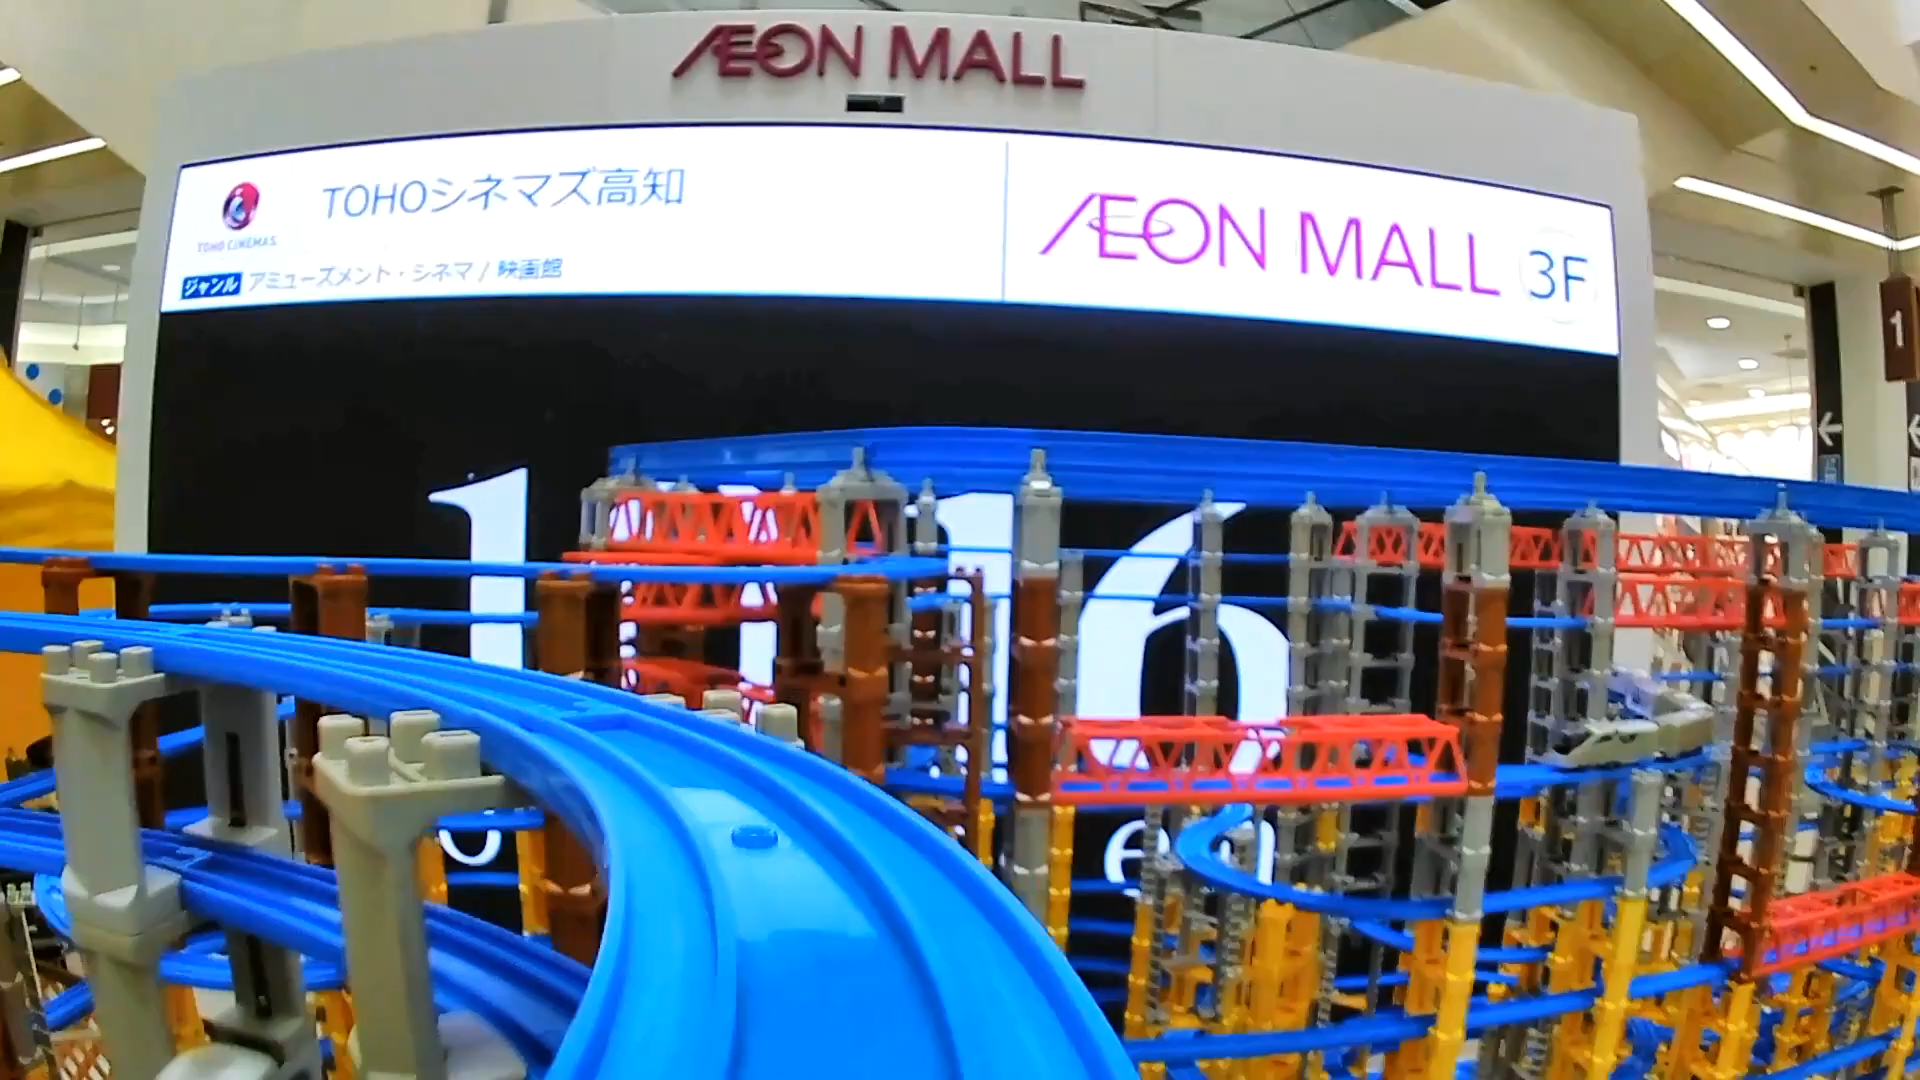 ÆON MALL
TOHOシネマズ高知
TOHO CINEMAS
ジャンル アミューズメント・シネマ / 映画館
ÆON MALL 3F
1